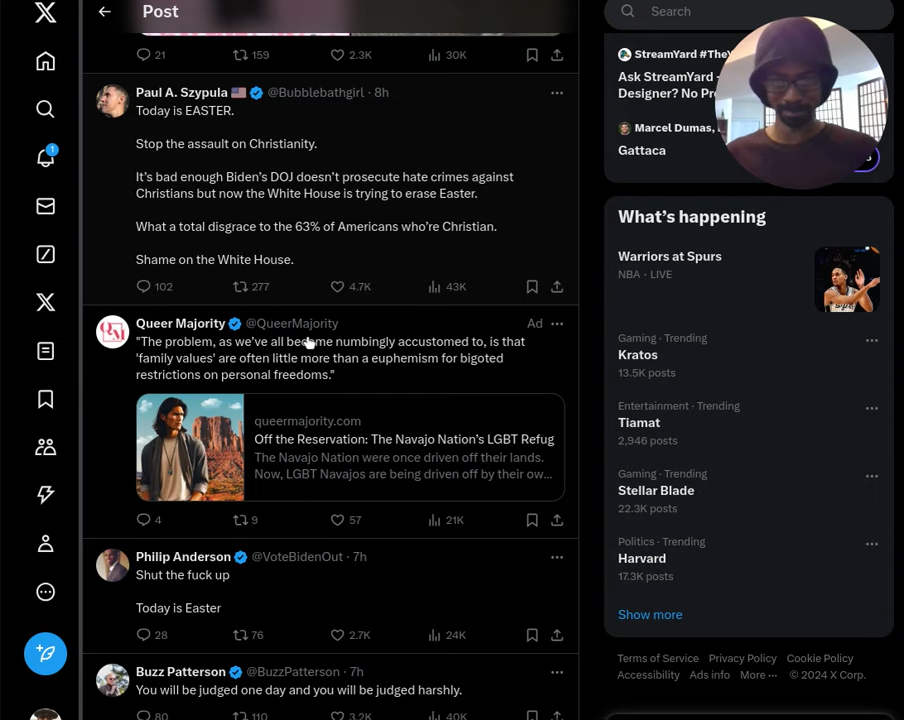 Post
21 159 2.3K 30K
Paul A. Szypula 🇺🇸 @Bubblebathgirl · 8h
Today is EASTER.
Stop the assault on Christianity.
It's bad enough Biden's DOJ doesn't prosecute hate crimes against
Christians but now the White House is trying to erase Easter.
What a total disgrace to the 63% of Americans who're Christian.
Shame on the White House.
102 277 4.7K 43K
Queer Majority @QueerMajority Ad
"The problem, as we've all become numbingly accustomed to, is that
'family values' are often little more than a euphemism for bigoted
restrictions on personal freedoms."
QM
queermajority.com
Off the Reservation: The Navajo Nation's LGBT Refug
The Navajo Nation were once driven off their lands.
Now, LGBT Navajos are being driven off by their ow...
4 9 57 21K
Philip Anderson @VoteBidenOut · 7h
Shut the fuck up
Today is Easter
28 76 2.7K 24K
Buzz Patterson @BuzzPatterson · 7h
You will be judged one day and you will be judged harshly.
80 110 3.2K 40K
1
Search
StreamYard #TheY
Ask StreamYard -
Designer? No Pr
Marcel Dumas,
Gattaca
What's happening
Warriors at Spurs
NBA · LIVE
Gaming · Trending
Kratos
13.5K posts
Entertainment · Trending
Tiamat
2,946 posts
Gaming · Trending
Stellar Blade
22.3K posts
Politics · Trending
Harvard
17.3K posts
Show more
Terms of Service Privacy Policy Cookie Policy
Accessibility Ads info More ··· © 2024 X Corp.